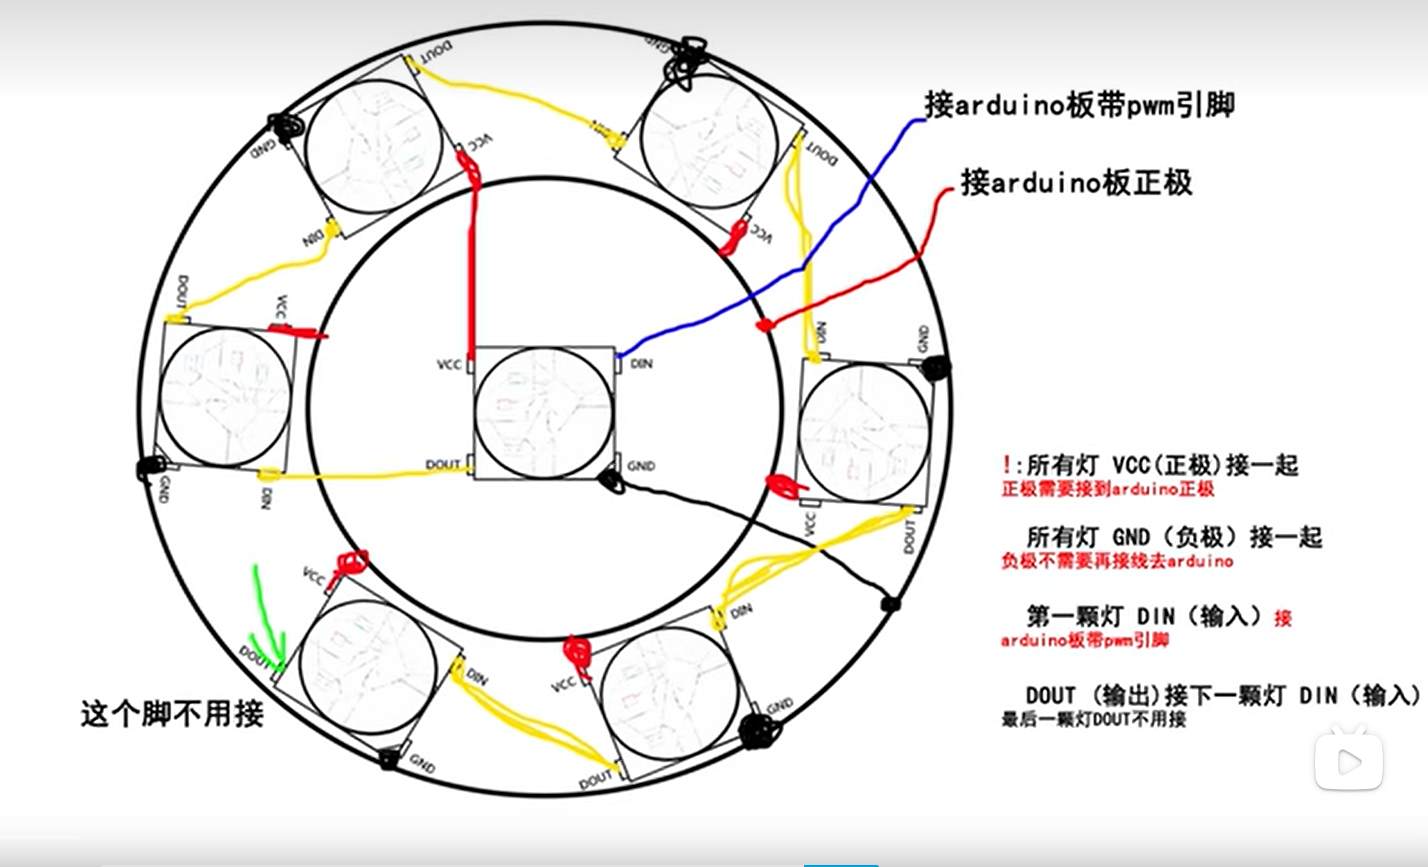 DOUT
GND
接arduino板带pwm引脚
GND
VCC
DIN
DOUT
接arduino板正极
DIN
VCC
DOUT
VCC
DIN
GND
VCC
DIN
DOUT
GND
GND
DIN
VCC
DOUT
!:所有灯 VCC(正极)接一起
正极需要接到arduino正极
所有灯 GND（负极）接一起
负极不需要再接线去arduino
VCC
DIN
第一颗灯 DIN（输入）接
arduino板带pwm引脚
DOUT
DIN
VCC
DOUT (输出)接下一颗灯 DIN（输入)
最后一颗灯DOUT不用接
这个脚不用接
GND
GND
DOUT